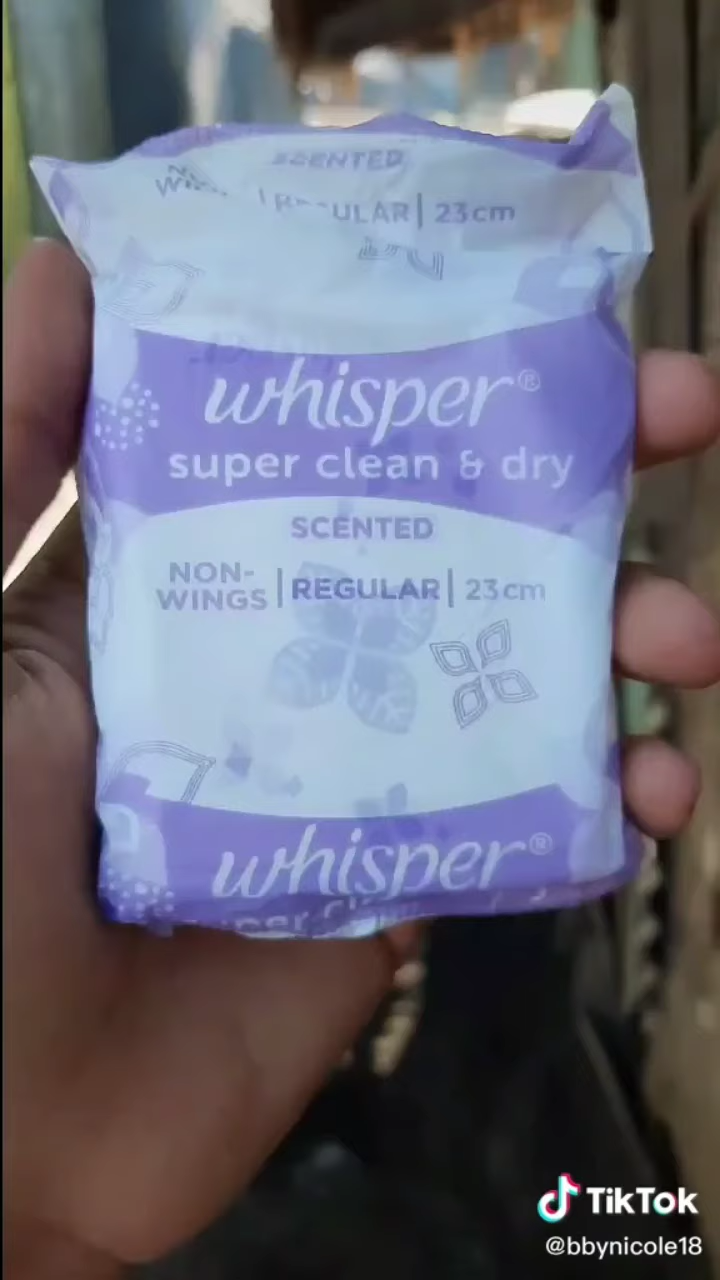 SCENTED
REGULAR | 23cm
whisper®
super clean & dry
SCENTED
NON-
WINGS | REGULAR | 23cm
whisper®
TikTok
@bbynicole18